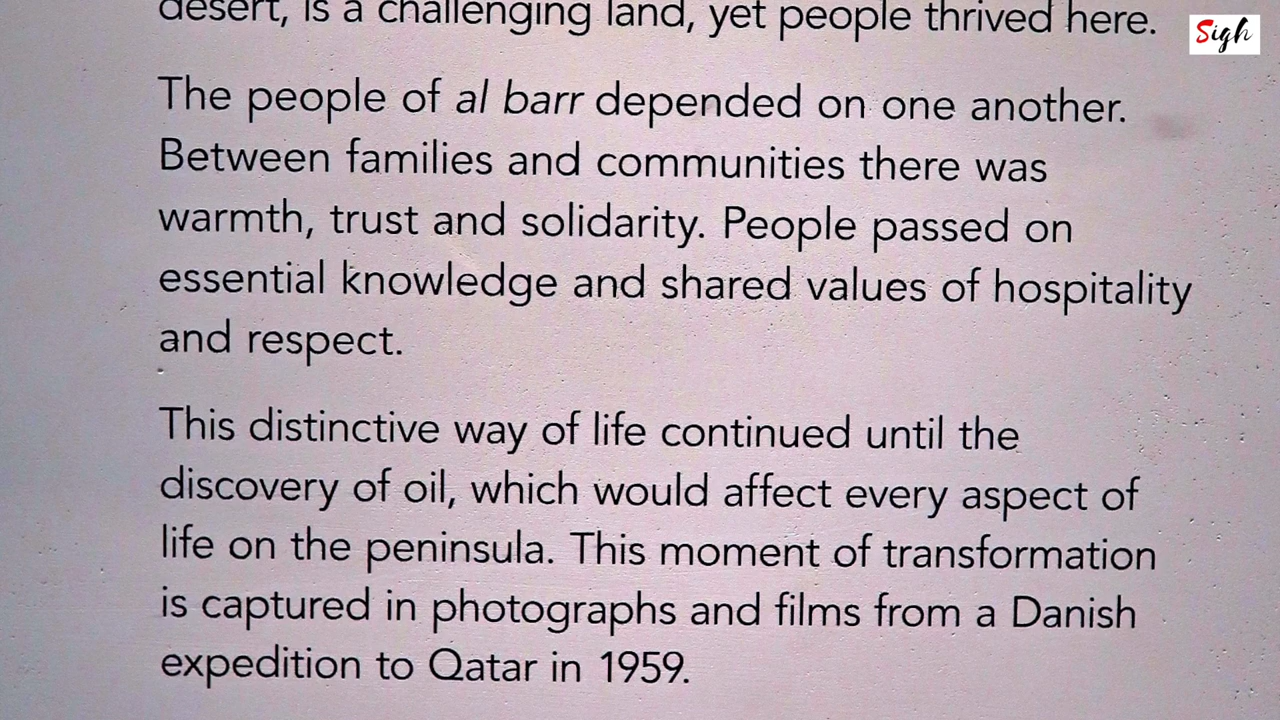 desert, is a challenging land, yet people thrived here.
Sigh
The people of al barr depended on one another.
Between families and communities there was
warmth, trust and solidarity. People passed on
essential knowledge and shared values of hospitality
and respect.
This distinctive way of life continued until the
discovery of oil, which would affect every aspect of
life on the peninsula. This moment of transformation
is captured in photographs and films from a Danish
expedition to Qatar in 1959.